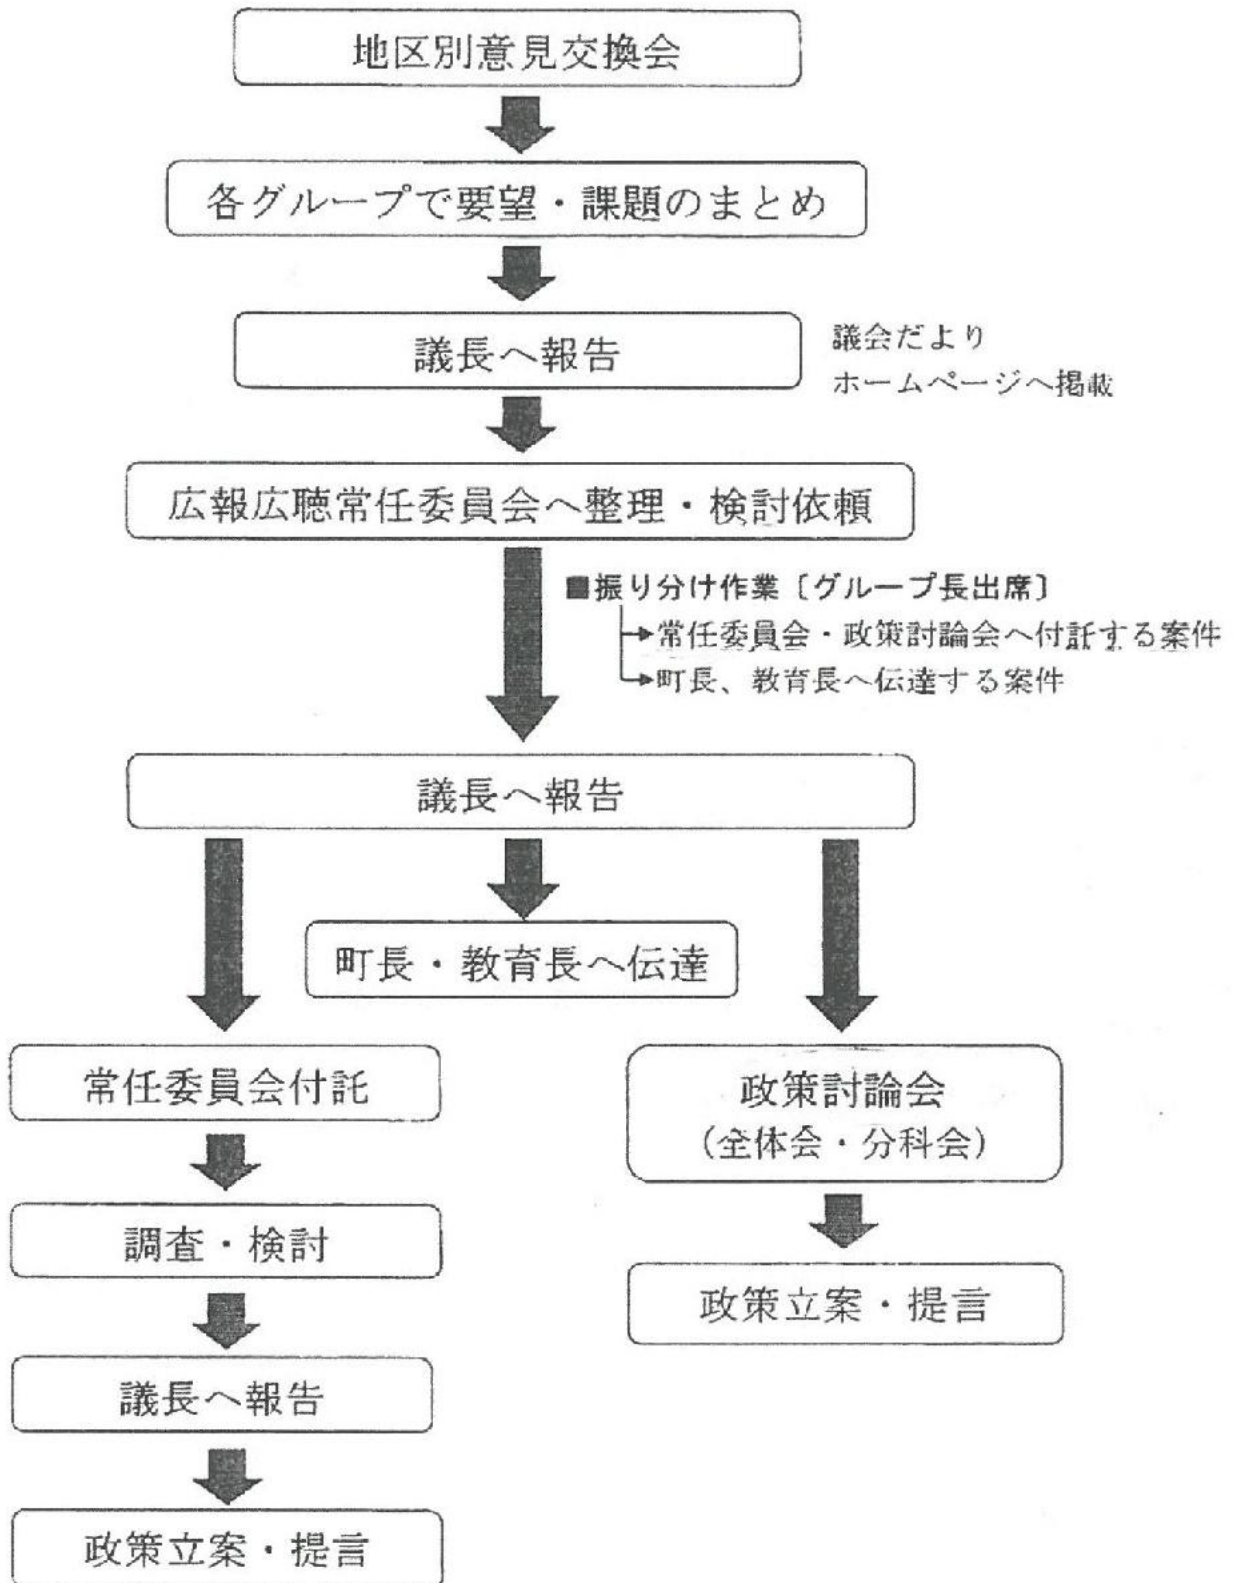 地区別意見交換会
各グループで要望・課題のまとめ
議長へ報告
議会だより
ホームページへ掲載
広報広聴常任委員会へ整理・検討依頼
■振り分け作業〔グループ長出席〕
常任委員会・政策討論会へ付託する案件
町長、教育長へ伝達する案件
議長へ報告
町長・教育長へ伝達
常任委員会付託
政策討論会
(全体会・分科会)
調査・検討
政策立案・提言
議長へ報告
政策立案・提言